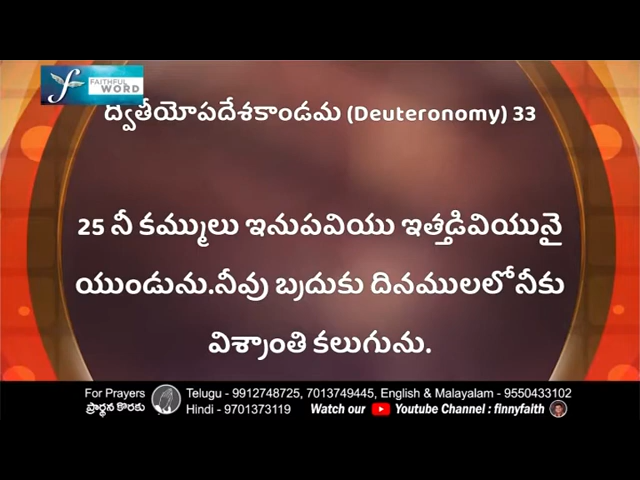 FAITHFUL
WORD
ద్వితీయోపదేశకాండమ (Deuteronomy) 33
25 నీ కమ్ములు ఇనుపవియు ఇత్తడివియునై
యుండును.నీవు బ్రదుకు దినములలో నీకు
విశ్రాంతి కలుగును.
For Prayers Telugu - 9912748725, 7013749445, English & Malayalam - 9550433102
ప్రార్థన కొరకు Hindi - 9701373119 Watch our Youtube Channel : finnyfaith